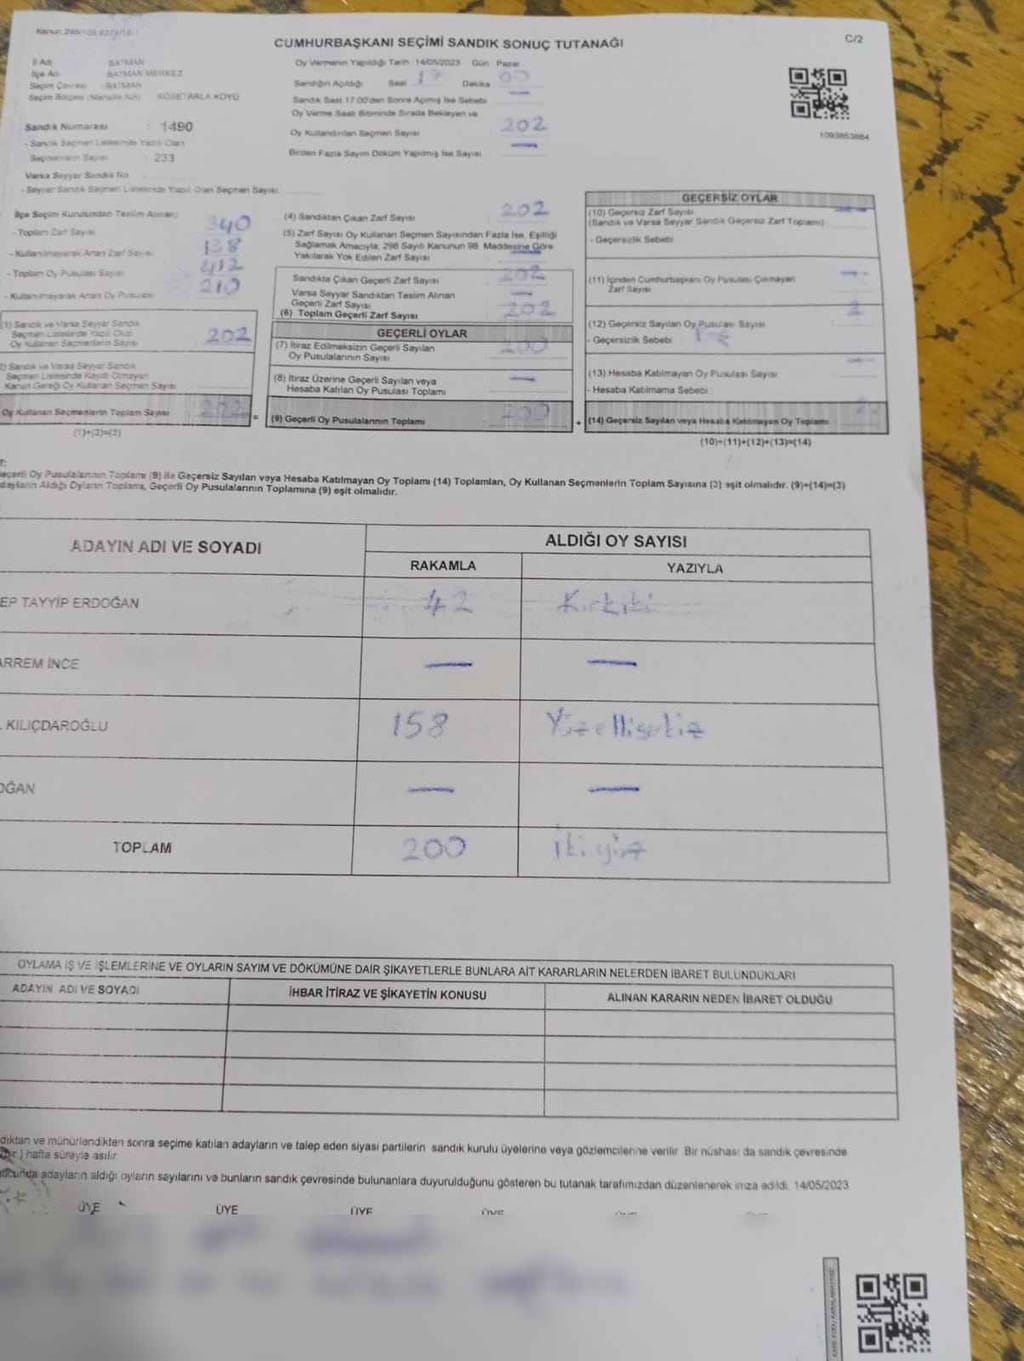 CUMHURBAŞKANI SEÇİMİ SANDIK SONUÇ TUTANAĞI
C/2
İl Adı BATMAN
İlçe Adı BATMAN MERKEZ
Seçim Çevresi BATMAN
Seçim Bölgesi (Mahalle Adı) KÖSETARLA KÖYÜ
Sandık Numarası : 1490
- Sandık Seçmen Listesinde Yazılı Olan
Seçmenlerin Sayısı : 233
Varsa Seyyar Sandık No
- Seyyar Sandık Seçmen Listesinde Yazılı Olan Seçmen Sayısı
Oy Vermenin Yapıldığı Tarih :14/05/2023 Gün : Pazar
Sandığın Açıldığı Saat 17 Dakika 00
Sandık Saat 17:00'den Sonra Açılmış İse Sebebi —
Oy Verme Saati Bitiminde Sırada Bekleyen ve
Oy Kullandırılan Seçmen Sayısı 202
Birden Fazla Sayım Döküm Yapılmış İse Sayısı —
1093853884
İlçe Seçim Kurulundan Teslim Alınan:
- Toplam Zarf Sayısı 340
- Kullanılmayarak Artan Zarf Sayısı 138
- Toplam Oy Pusulası Sayısı 412
- Kullanılmayarak Artan Oy Pusulası 210
(1) Sandık ve Varsa Seyyar Sandık
Seçmen Listelerinde Yazılı Olup
Oy Kullanan Seçmenlerin Sayısı 202
) Sandık ve Varsa Seyyar Sandık
Seçmen Listesinde Kayıtlı Olmayan
Kanun Gereği Oy Kullanan Seçmen Sayısı
Oy Kullanan Seçmenlerin Toplam Sayısı 202 =
(1)+(2)=(3)
(4) Sandıktan Çıkan Zarf Sayısı 202
(5) Zarf Sayısı Oy Kullanan Seçmen Sayısından Fazla İse, Eşitliği
Sağlamak Amacıyla, 298 Sayılı Kanunun 98. Maddesine Göre
Yakılarak Yok Edilen Zarf Sayısı —
Sandıkta Çıkan Geçerli Zarf Sayısı 202
Varsa Seyyar Sandıktan Teslim Alınan
Geçerli Zarf Sayısı —
(6) Toplam Geçerli Zarf Sayısı 202
GEÇERLİ OYLAR
(7) İtiraz Edilmeksizin Geçerli Sayılan
Oy Pusulalarının Sayısı 200
(8) İtiraz Üzerine Geçerli Sayılan veya
Hesaba Katılan Oy Pusulası Toplamı —
(9) Geçerli Oy Pusulalarının Toplamı 200 +
GEÇERSİZ OYLAR
(10) Geçersiz Zarf Sayısı
(Sandık ve Varsa Seyyar Sandık Geçersiz Zarf Toplamı) —
- Geçersizlik Sebebi
(11) İçinden Cumhurbaşkanı Oy Pusulası Çıkmayan
Zarf Sayısı —
(12) Geçersiz Sayılan Oy Pusulası Sayısı 2
- Geçersizlik Sebebi
(13) Hesaba Katılmayan Oy Pusulası Sayısı —
- Hesaba Katılmama Sebebi
(14) Geçersiz Sayılan veya Hesaba Katılmayan Oy Toplamı
(10)+(11)+(12)+(13)=(14)
eçerli Oy Pusulalarının Toplamı (9) ile Geçersiz Sayılan veya Hesaba Katılmayan Oy Toplamı (14) Toplamları, Oy Kullanan Seçmenlerin Toplam Sayısına (3) eşit olmalıdır. (9)+(14)=(3)
dayların Aldığı Oyların Toplamı, Geçerli Oy Pusulalarının Toplamına (9) eşit olmalıdır.
ADAYIN ADI VE SOYADI ALDIĞI OY SAYISI
RAKAMLA YAZIYLA
EP TAYYİP ERDOĞAN 42 Kırkiki
ARREM İNCE — —
KILIÇDAROĞLU 158 Yüzellisekiz
OĞAN — —
TOPLAM 200 ikiyüz
OYLAMA İŞ VE İŞLEMLERİNE VE OYLARIN SAYIM VE DÖKÜMÜNE DAİR ŞİKAYETLERLE BUNLARA AİT KARARLARIN NELERDEN İBARET BULUNDUKLARI
ADAYIN ADI VE SOYADI İHBAR İTİRAZ VE ŞİKAYETİN KONUSU ALINAN KARARIN NEDEN İBARET OLDUĞU
dıktan ve mühürlendikten sonra seçime katılan adayların ve talep eden siyasi partilerin sandık kurulu üyelerine veya gözlemcilerine verilir. Bir nüshası da sandık çevresinde
) hafta süreyle asılır.
ucunda adayların aldığı oyların sayılarını ve bunların sandık çevresinde bulunanlara duyurulduğunu gösteren bu tutanak tarafımızdan düzenlenerek imza edildi. 14/05/2023
ÜYE ÜYE ÜYE ÜYE